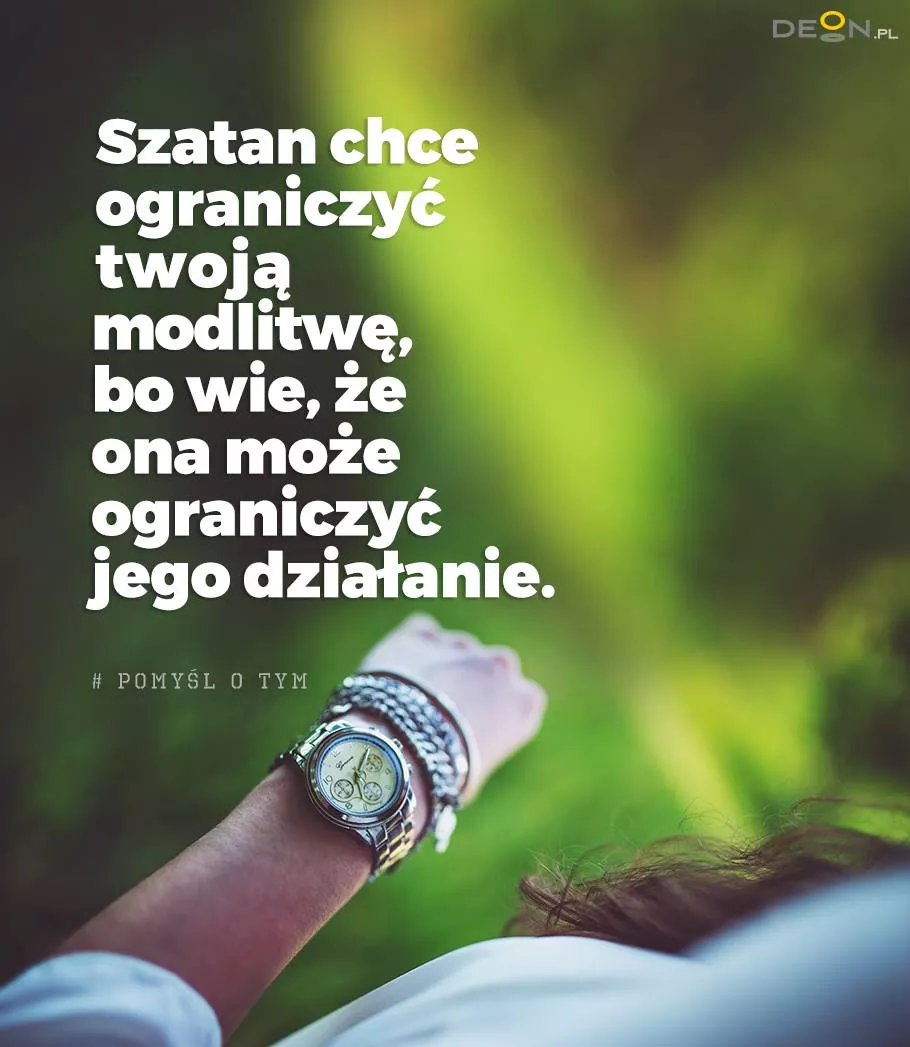 DEON.PL
Szatan chce
ograniczyć
twoją
modlitwę,
bo wie, że
ona może
ograniczyć
jego działanie.
# POMYŚL O TYM